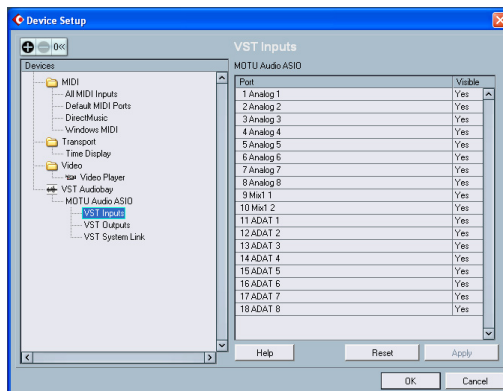 Device Setup
0<<
VST Inputs
Devices
MIDI
All MIDI Inputs
Default MIDI Ports
DirectMusic
Windows MIDI
Transport
Time Display
Video
Video Player
VST Audiobay
MOTU Audio ASIO
VST Inputs
VST Outputs
VST System Link
MOTU Audio ASIO
Port Visible
1 Analog 1 Yes
2 Analog 2 Yes
3 Analog 3 Yes
4 Analog 4 Yes
5 Analog 5 Yes
6 Analog 6 Yes
7 Analog 7 Yes
8 Analog 8 Yes
9 Mix1 1 Yes
10 Mix1 2 Yes
11 ADAT 1 Yes
12 ADAT 2 Yes
13 ADAT 3 Yes
14 ADAT 4 Yes
15 ADAT 5 Yes
16 ADAT 6 Yes
17 ADAT 7 Yes
18 ADAT 8 Yes
Help Reset Apply
OK Cancel